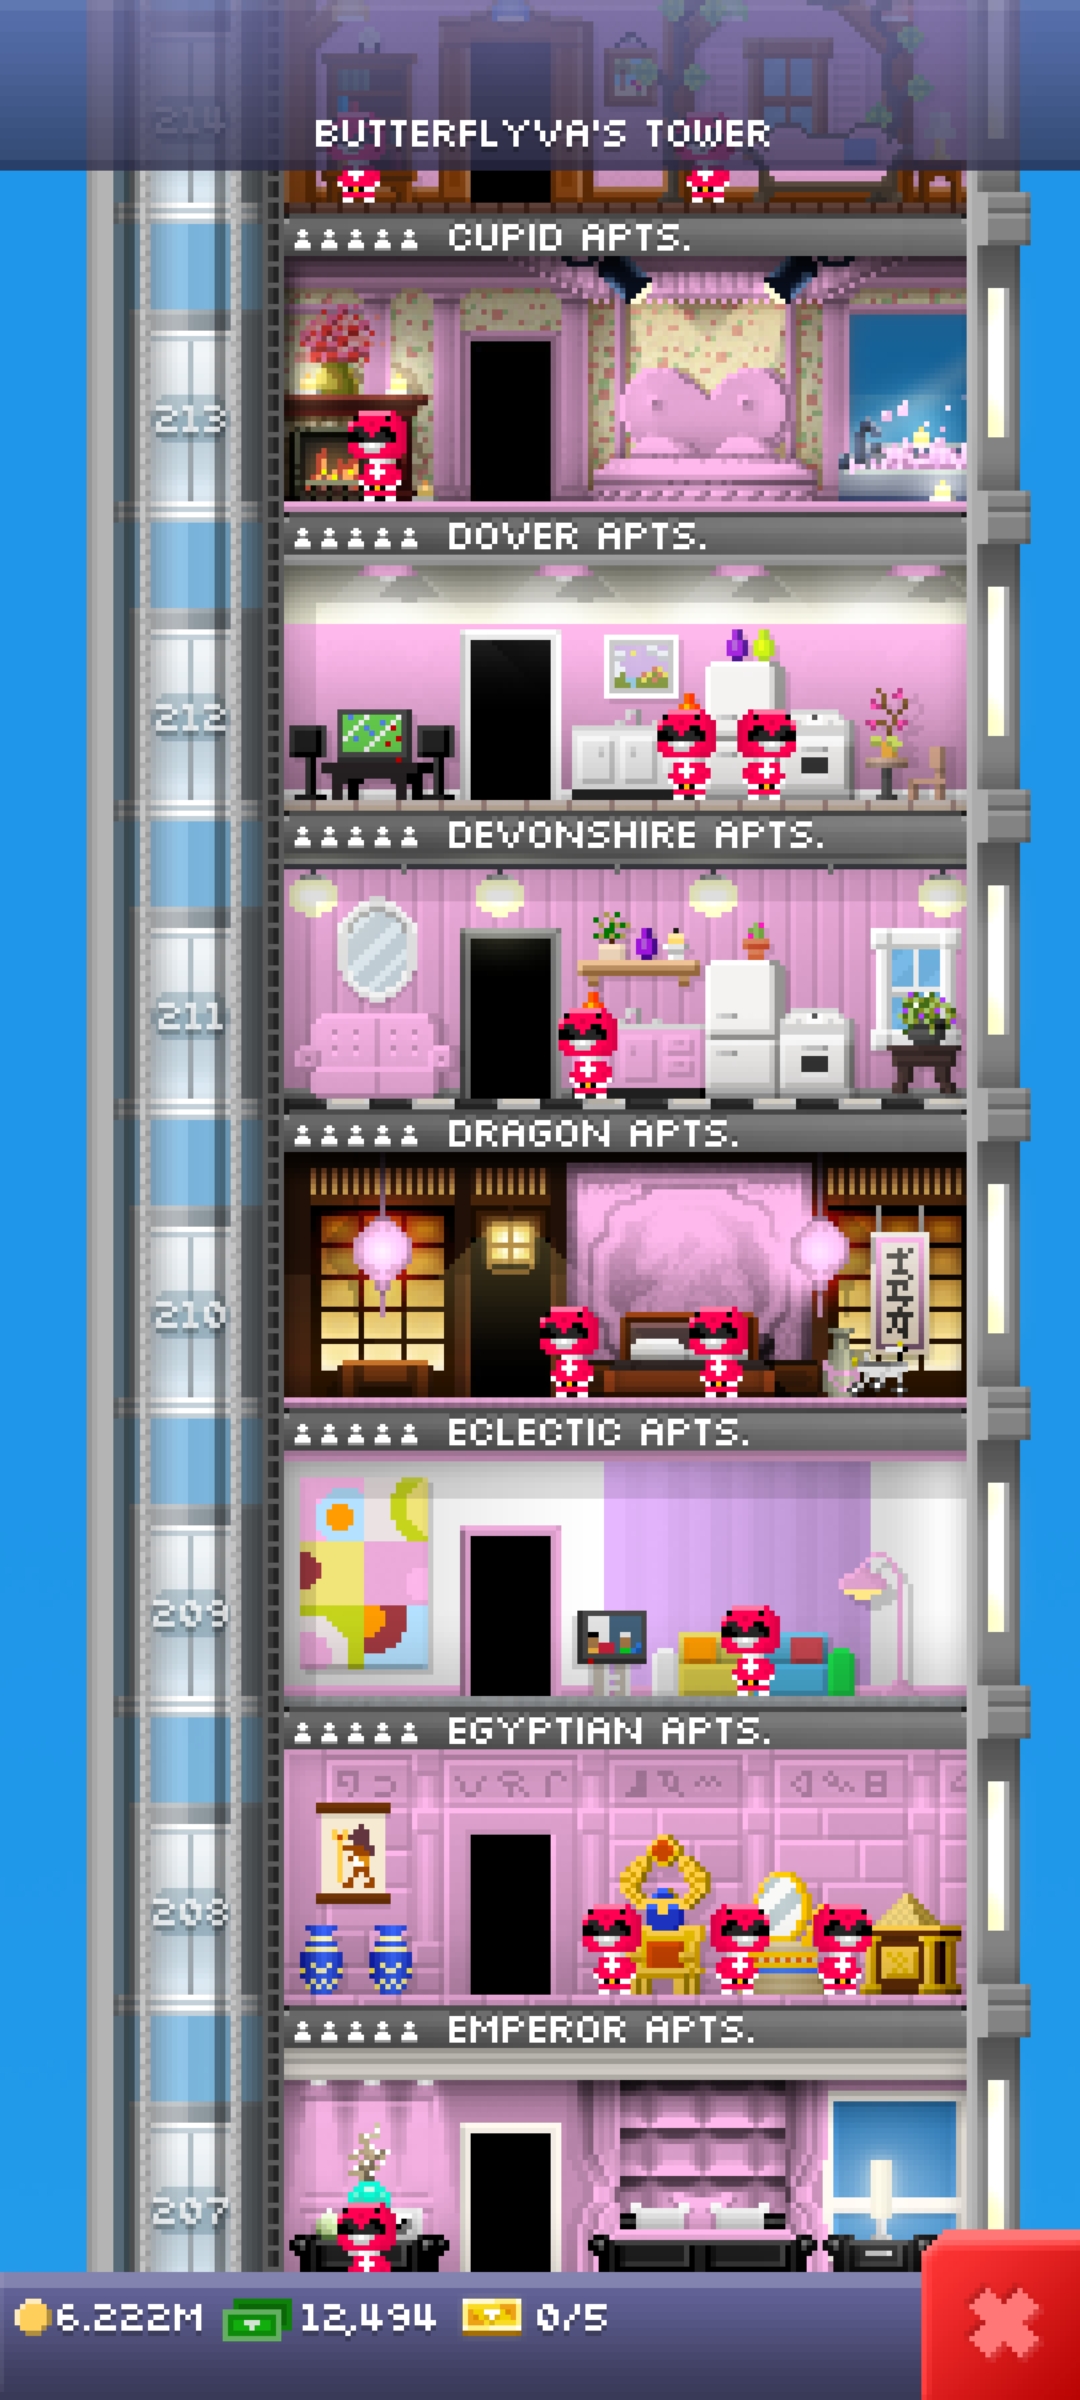 214
BUTTERFLYVA'S TOWER
CUPID APTS.
213
DOVER APTS.
212
DEVONSHIRE APTS.
211
DRAGON APTS.
210
ECLECTIC APTS.
209
EGYPTIAN APTS.
208
EMPEROR APTS.
207
6.222M 12,494 0/5